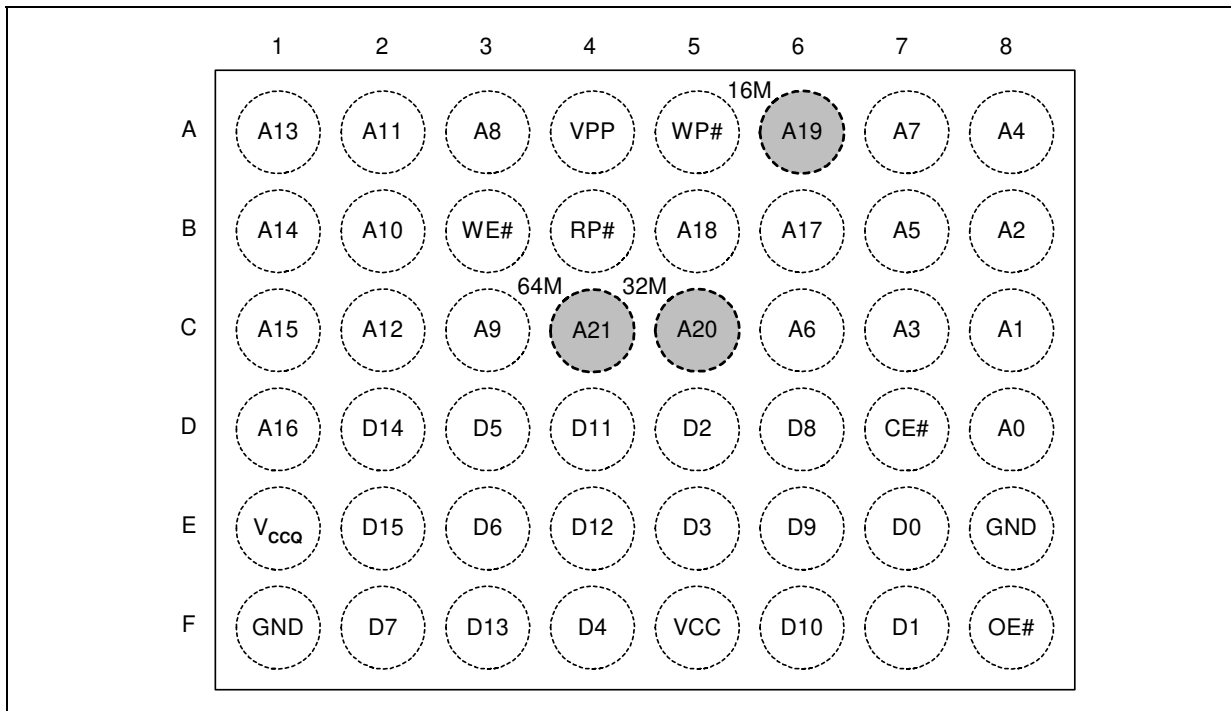 1 2 3 4 5 6 7 8
16M
A A13 A11 A8 VPP WP# A19 A7 A4
B A14 A10 WE# RP# A18 A17 A5 A2
64M 32M
C A15 A12 A9 A21 A20 A6 A3 A1
D A16 D14 D5 D11 D2 D8 CE# A0
E VCCQ D15 D6 D12 D3 D9 D0 GND
F GND D7 D13 D4 VCC D10 D1 OE#